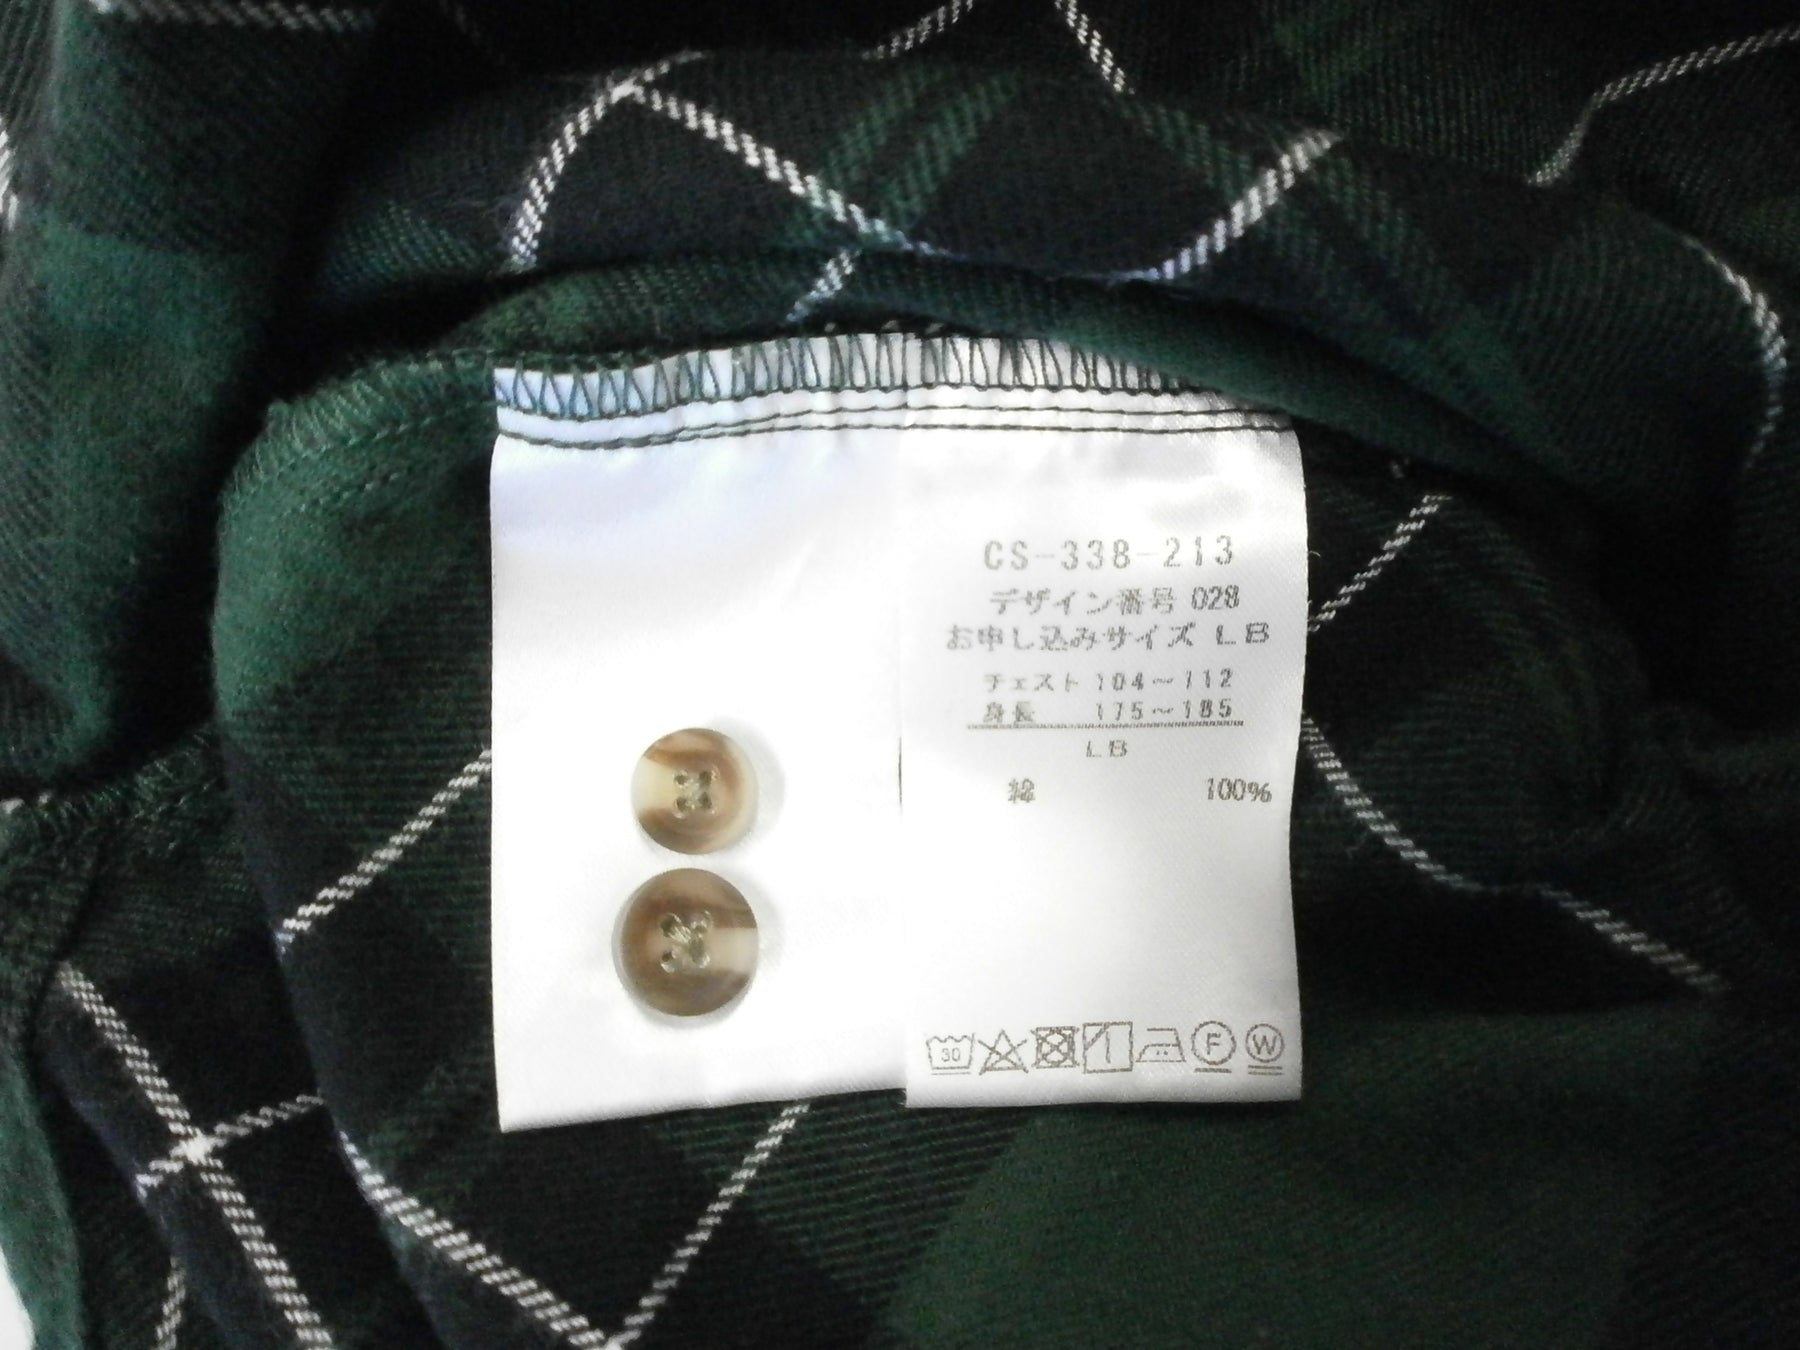 CS-338-213
デザイン番号 028
お申し込みサイズ LB
チェスト 104～112
身長 175～185
LB
綿 100%
30
F
W